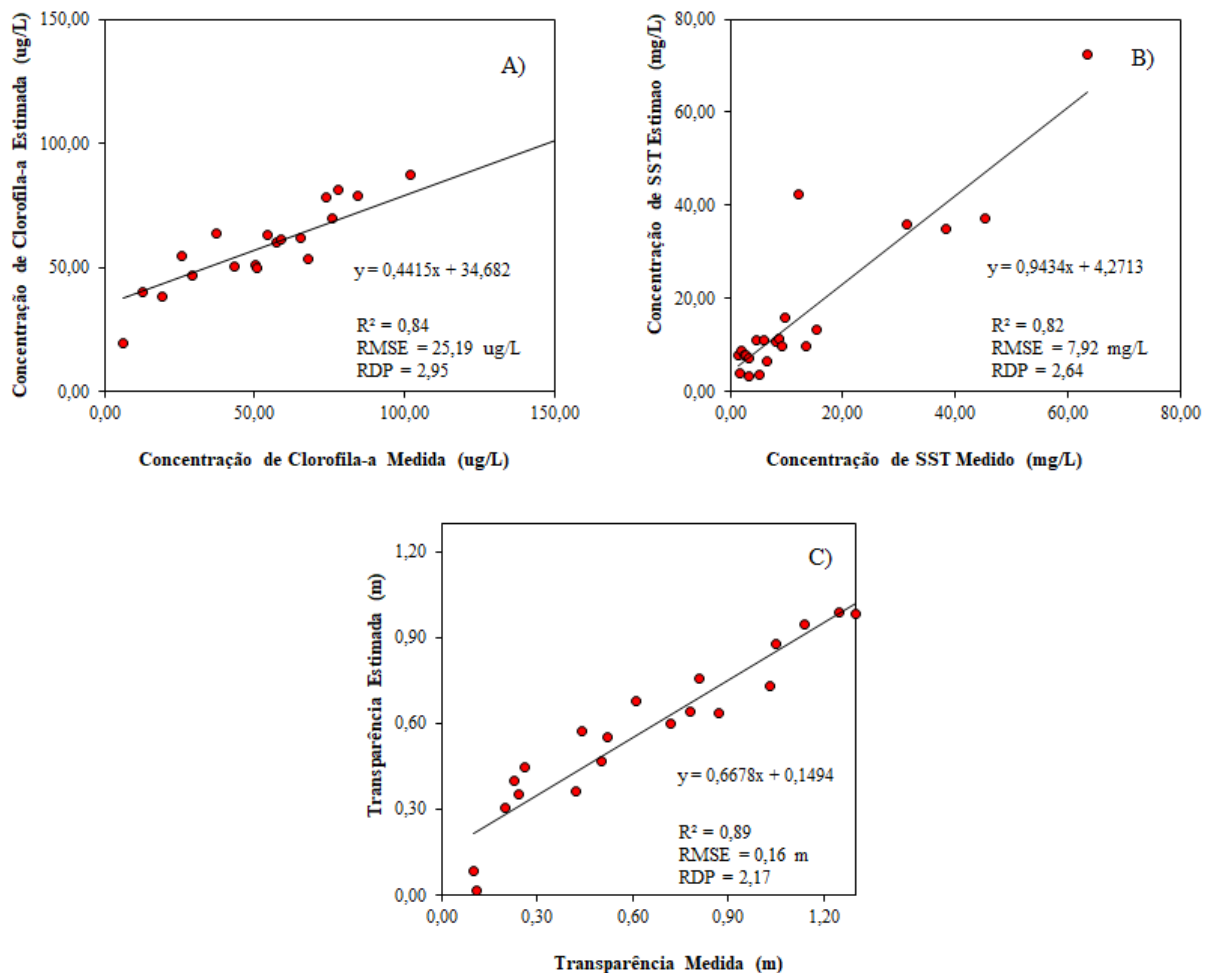 Concentração de Clorofila-a Estimada (ug/L)
150,00
100,00
50,00
0,00
A)
y = 0,4415x + 34,682
R² = 0,84
RMSE = 25,19 ug/L
RDP = 2,95
0,00 50,00 100,00 150,00
Concentração de Clorofila-a Medida (ug/L)
Concentração de SST Estimao (mg/L)
80,00
60,00
40,00
20,00
0,00
B)
y = 0,9434x + 4,2713
R² = 0,82
RMSE = 7,92 mg/L
RDP = 2,64
0,00 20,00 40,00 60,00 80,00
Concentração de SST Medido (mg/L)
Transparência Estimada (m)
1,20
0,90
0,60
0,30
0,00
C)
y = 0,6678x + 0,1494
R² = 0,89
RMSE = 0,16 m
RDP = 2,17
0,00 0,30 0,60 0,90 1,20
Transparência Medida (m)